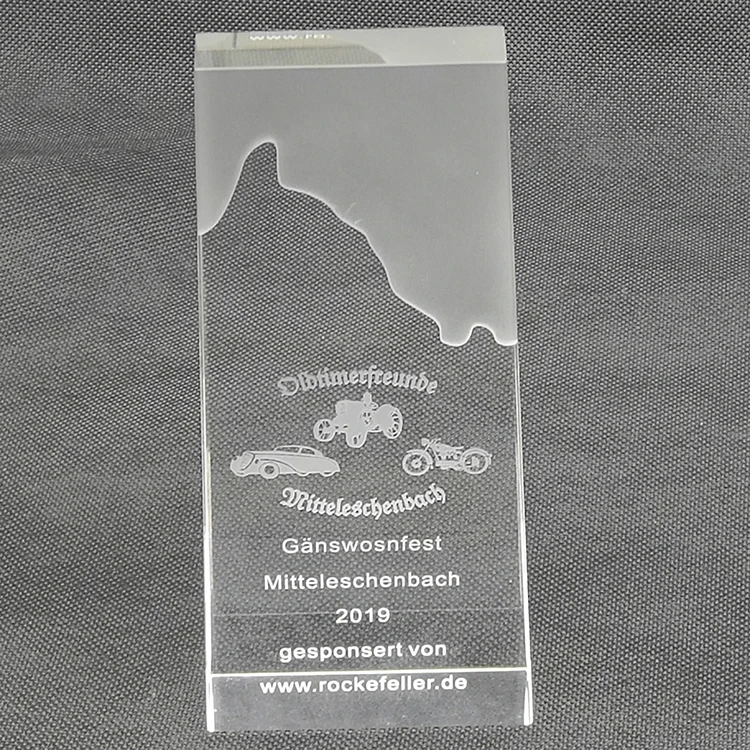 Oldtimerfreunde
Mitteleschenbach
Gänswosnfest
Mitteleschenbach
2019
gesponsert von
www.rockefeller.de